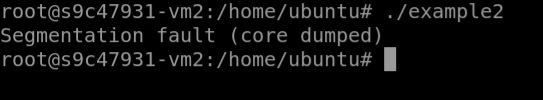 root@s9c47931-vm2:/home/ubuntu# ./example2
Segmentation fault (core dumped)
root@s9c47931-vm2:/home/ubuntu#